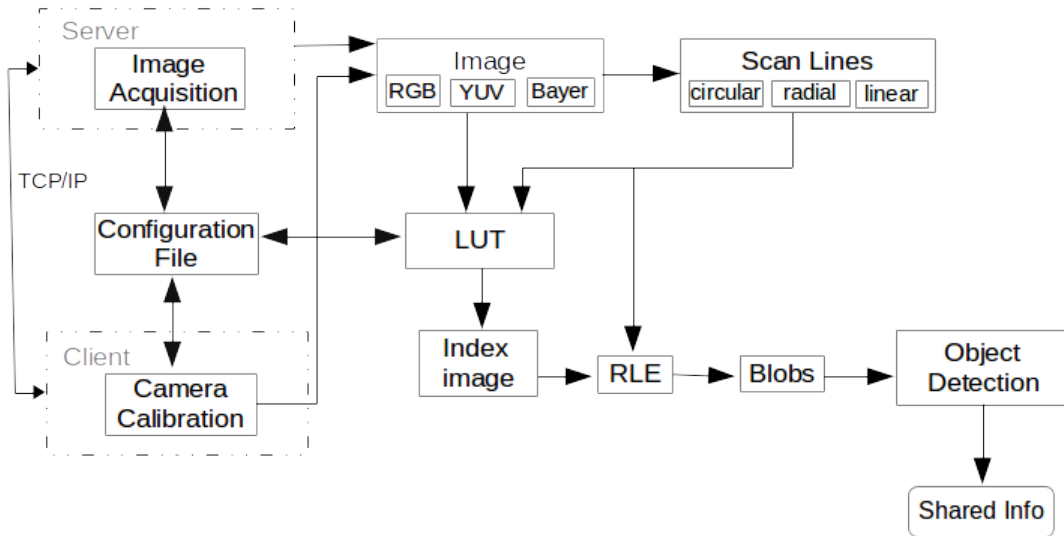 Server
Image
Acquisition
TCP/IP
Configuration
File
Client
Camera
Calibration
Image
RGB YUV Bayer
Scan Lines
circular radial linear
LUT
Index
image
RLE
Blobs
Object
Detection
Shared Info